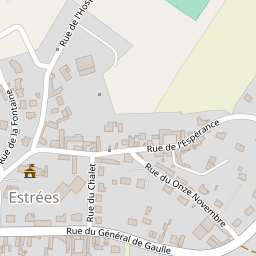 Rue de l'Hosp
Rue de la Fontaine
Rue de l'Espérance
Estrées
Rue du Chalet
Rue du Onze Novembre
Rue du Général de Gaulle